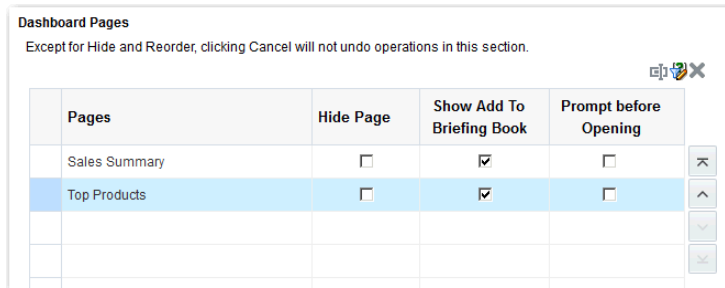 Dashboard Pages
Except for Hide and Reorder, clicking Cancel will not undo operations in this section.
Pages
Hide Page
Show Add To
Briefing Book
Prompt before
Opening
Sales Summary
Top Products